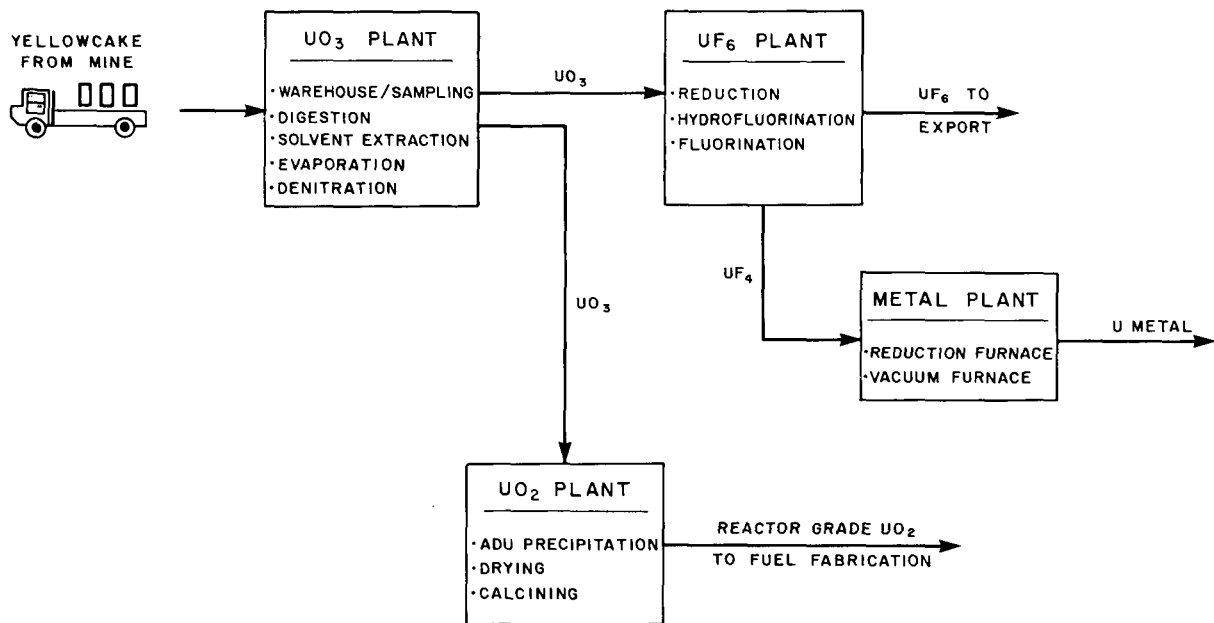 YELLOWCAKE
FROM MINE
UO₃ PLANT
·WAREHOUSE/SAMPLING
·DIGESTION
·SOLVENT EXTRACTION
·EVAPORATION
·DENITRATION
UO₃
UF₆ PLANT
·REDUCTION
·HYDROFLUORINATION
·FLUORINATION
UF₆ TO
EXPORT
UF₄
UO₃
METAL PLANT
·REDUCTION FURNACE
·VACUUM FURNACE
U METAL
UO₂ PLANT
·ADU PRECIPITATION
·DRYING
·CALCINING
REACTOR GRADE UO₂
TO FUEL FABRICATION